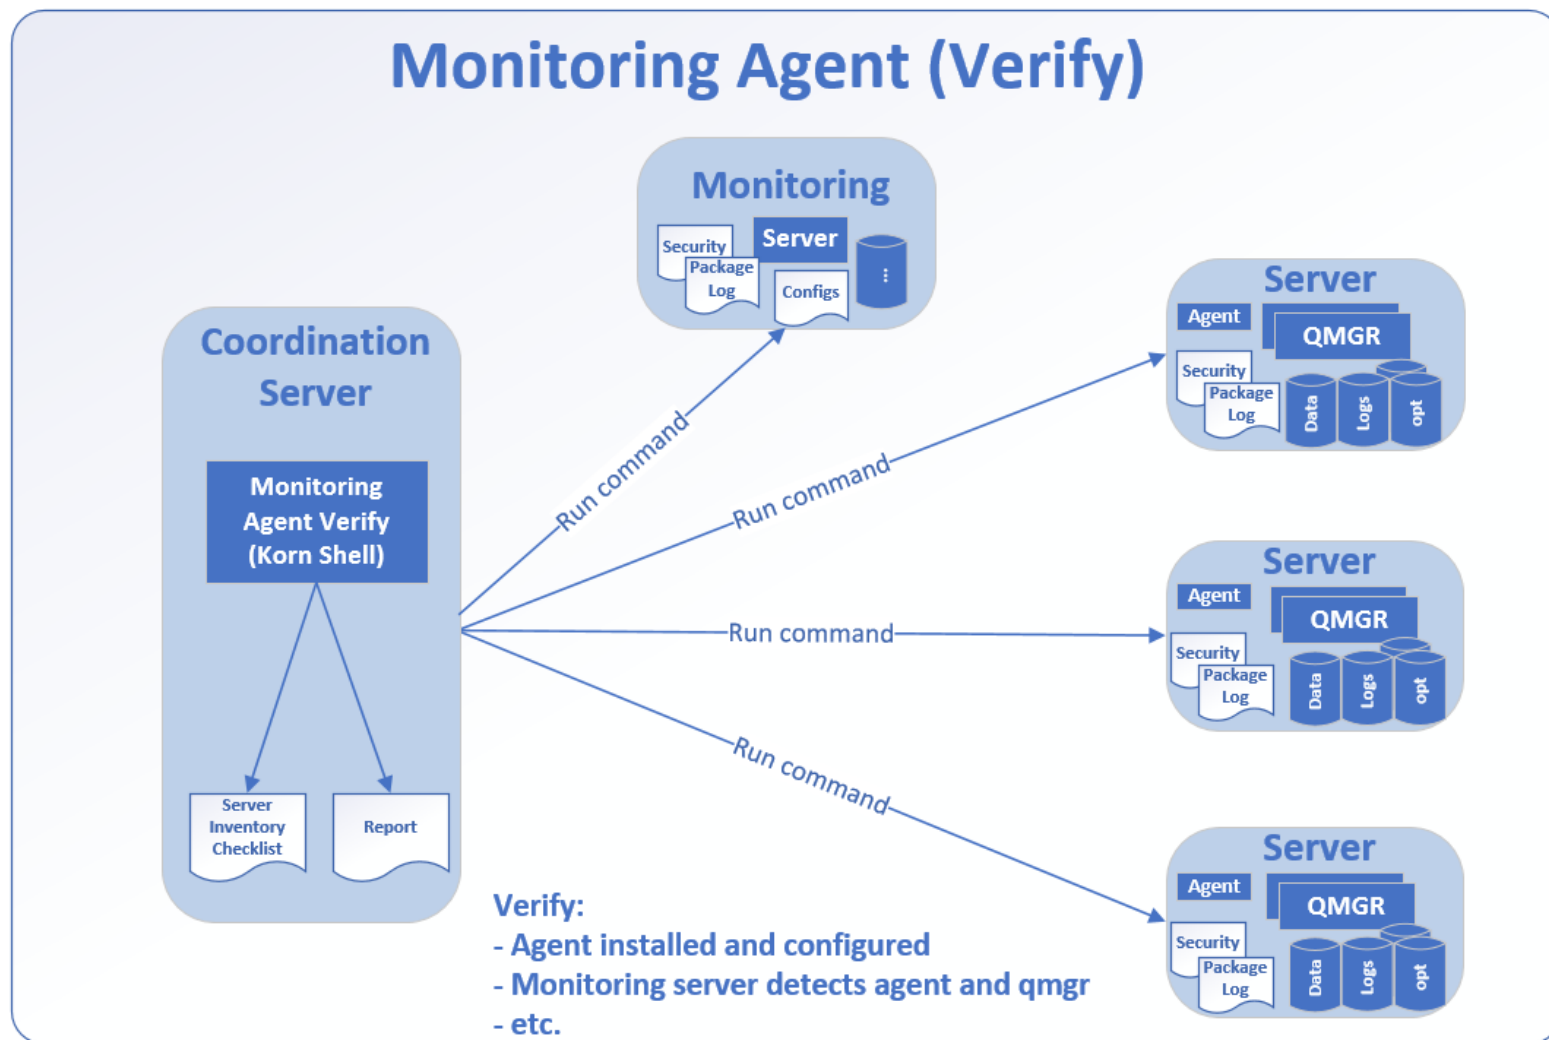 Monitoring Agent (Verify)
Monitoring
Security
Package
Log
Server
Configs
...
Coordination
Server
Monitoring
Agent Verify
(Korn Shell)
Server
Inventory
Checklist
Report
Run command
Run command
Run command
Run command
Server
Agent
QMGR
Security
Package
Log
Data
Logs
opt
Server
Agent
QMGR
Security
Package
Log
Data
Logs
opt
Server
Agent
QMGR
Security
Package
Log
Data
Logs
opt
Verify:
- Agent installed and configured
- Monitoring server detects agent and qmgr
- etc.